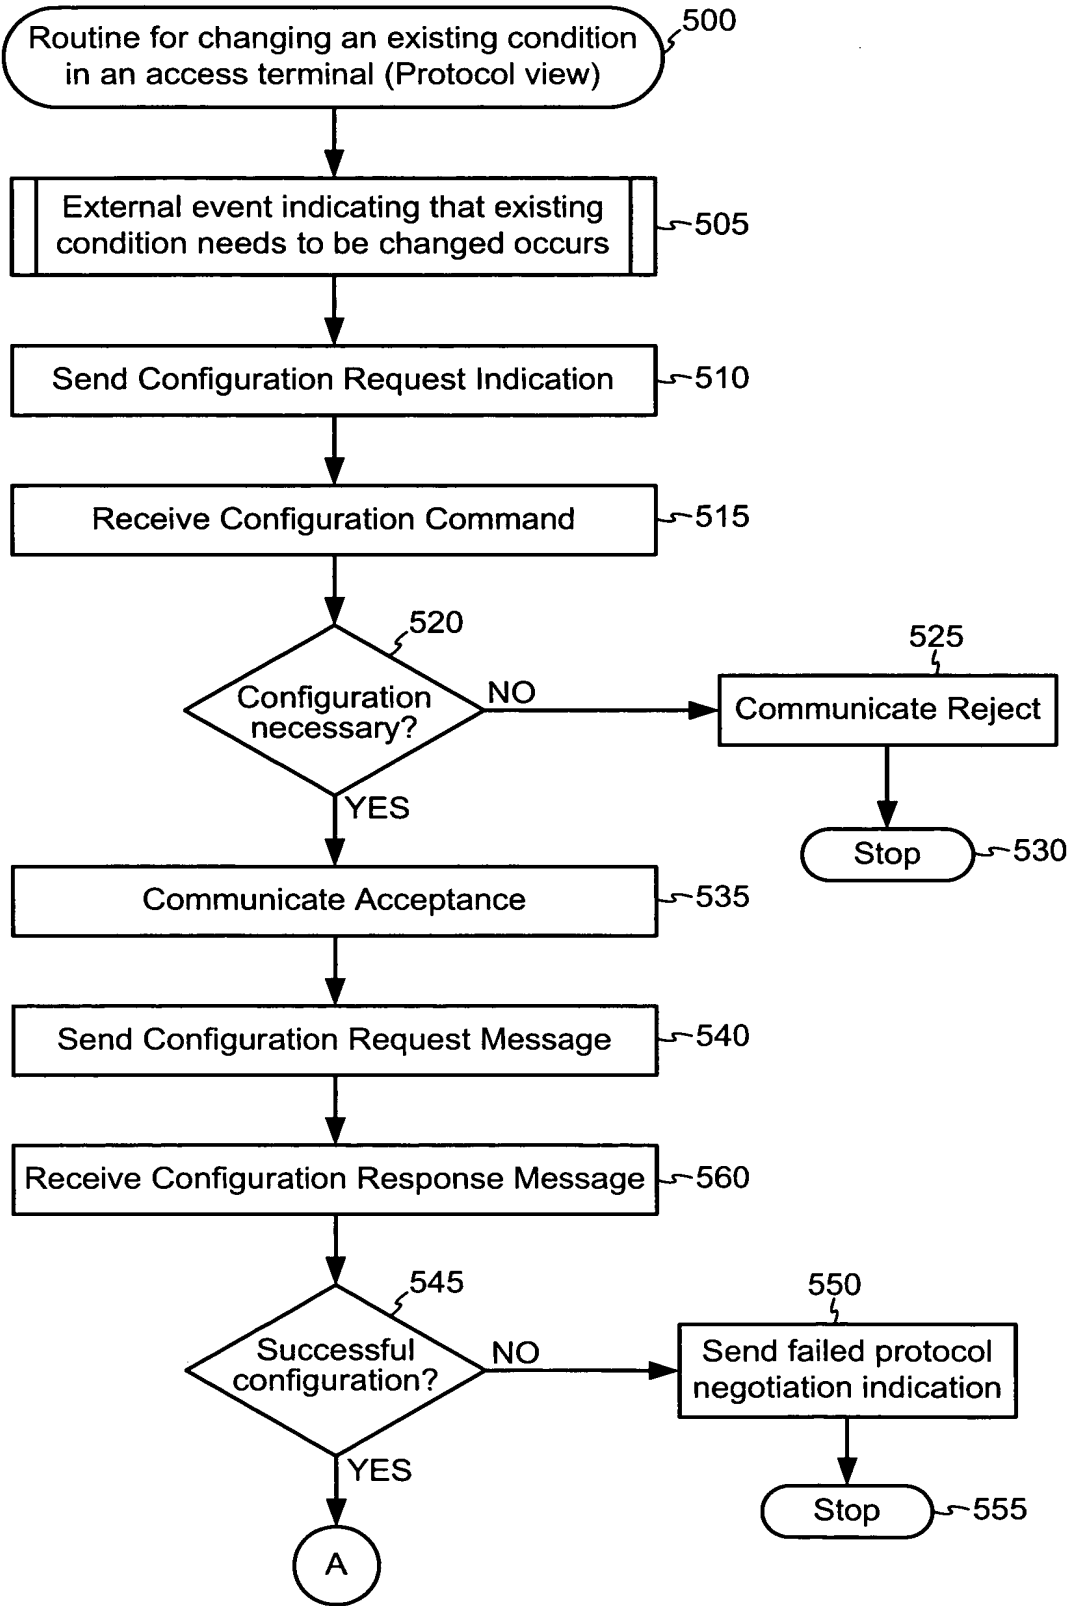 Routine for changing an existing condition
in an access terminal (Protocol view)
500
External event indicating that existing
condition needs to be changed occurs
505
Send Configuration Request Indication
510
Receive Configuration Command
515
520
Configuration
necessary?
NO
525
Communicate Reject
YES
Stop
530
Communicate Acceptance
535
Send Configuration Request Message
540
Receive Configuration Response Message
560
545
Successful
configuration?
NO
550
Send failed protocol
negotiation indication
YES
Stop
555
A